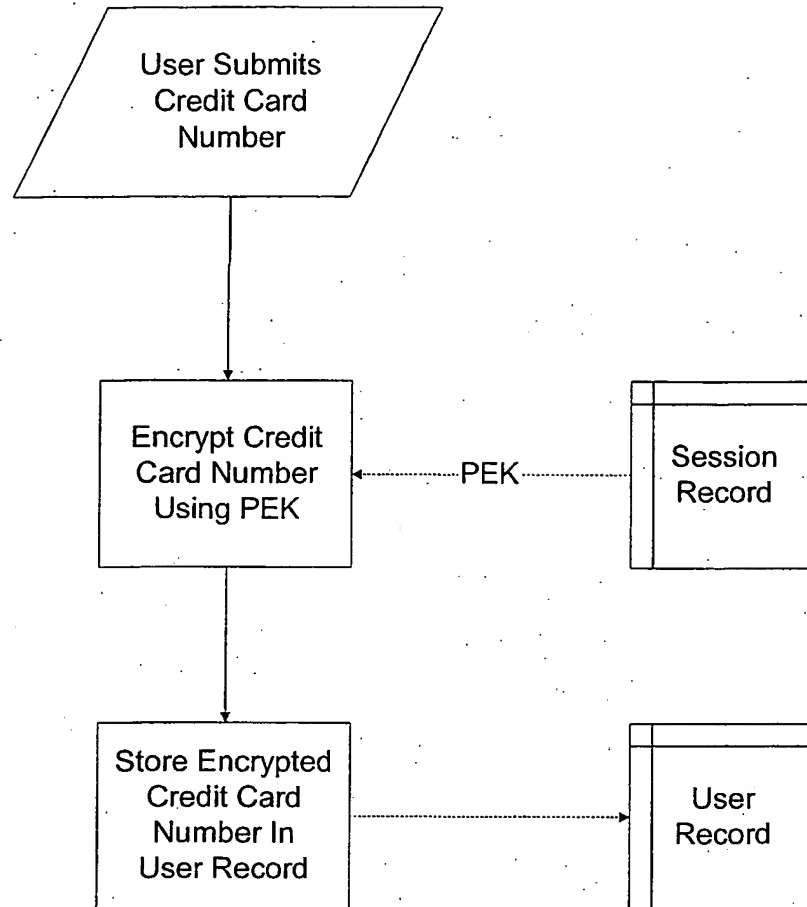 User Submits
Credit Card
Number
Encrypt Credit
Card Number
Using PEK
PEK
Session
Record
Store Encrypted
Credit Card
Number In
User Record
User
Record